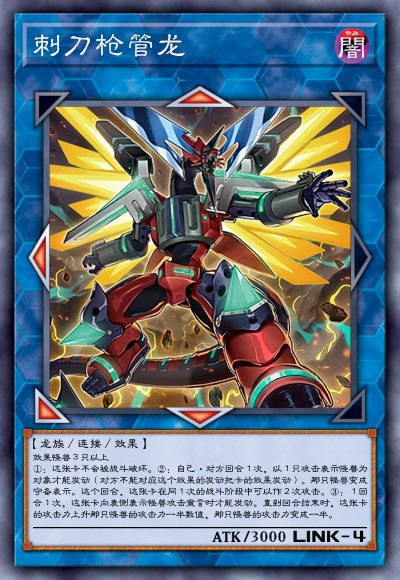 刺刀枪管龙
やみ
闇
【龙族／连接／效果】
效果怪兽３只以上
①：这张卡不会被战斗破坏。②：自己·对方回合１次，以１只攻击表示怪兽为
对象才能发动（对方不能对应这个效果的发动把卡的效果发动）。那只怪兽变成
守备表示。这个回合，这张卡在同１次的战斗阶段中可以作２次攻击。③：１回
合１次，这张卡向表侧表示怪兽攻击宣言时才能发动。直到回合结束时，这张卡
的攻击力上升那只怪兽的攻击力一半数值，那只怪兽的攻击力变成一半。
ATK/3000 LINK-4